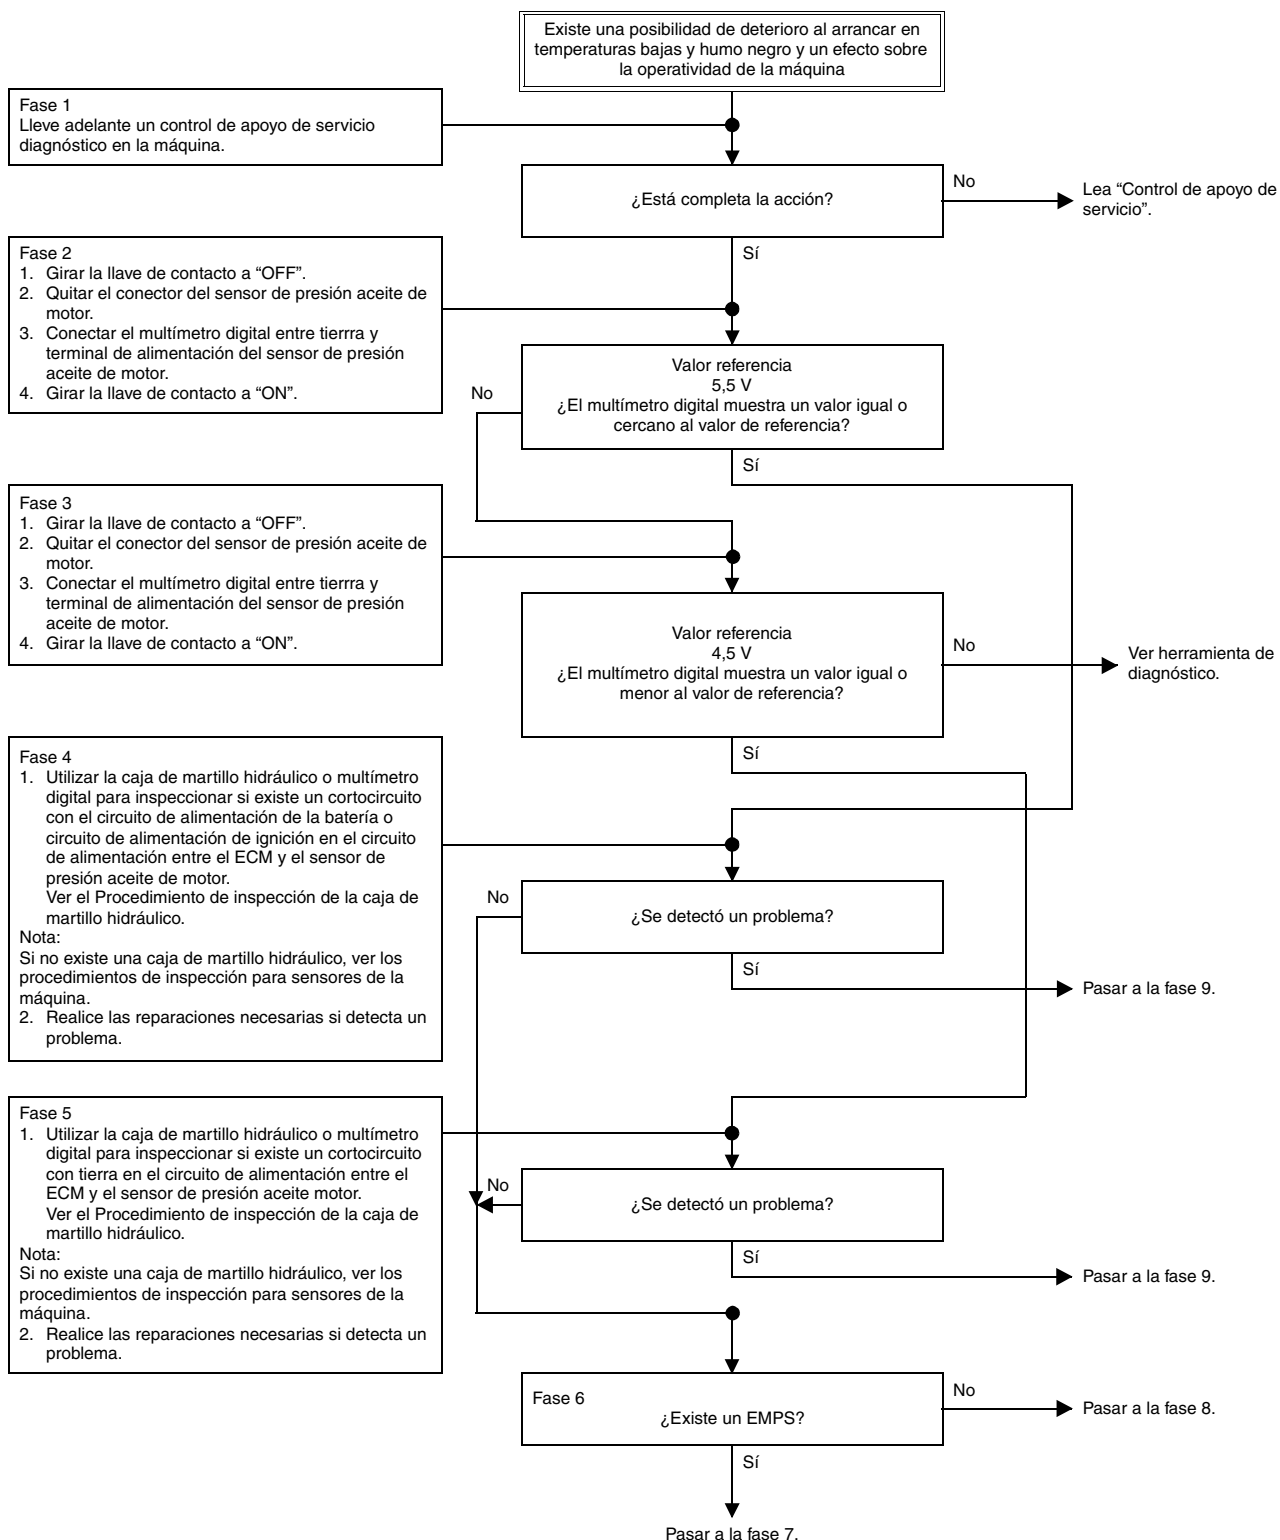 Existe una posibilidad de deterioro al arrancar en
temperaturas bajas y humo negro y un efecto sobre
la operatividad de la máquina
Fase 1
Lleve adelante un control de apoyo de servicio
diagnóstico en la máquina.
¿Está completa la acción?
No
Lea “Control de apoyo de
servicio”.
Sí
Fase 2
1. Girar la llave de contacto a “OFF”.
2. Quitar el conector del sensor de presión aceite de
motor.
3. Conectar el multímetro digital entre tierrra y
terminal de alimentación del sensor de presión
aceite de motor.
4. Girar la llave de contacto a “ON”.
Valor referencia
5,5 V
¿El multímetro digital muestra un valor igual o
cercano al valor de referencia?
No
Sí
Fase 3
1. Girar la llave de contacto a “OFF”.
2. Quitar el conector del sensor de presión aceite de
motor.
3. Conectar el multímetro digital entre tierrra y
terminal de alimentación del sensor de presión
aceite de motor.
4. Girar la llave de contacto a “ON”.
Valor referencia
4,5 V
¿El multímetro digital muestra un valor igual o
menor al valor de referencia?
No
Ver herramienta de
diagnóstico.
Sí
Fase 4
1. Utilizar la caja de martillo hidráulico o multímetro
digital para inspeccionar si existe un cortocircuito
con el circuito de alimentación de la batería o
circuito de alimentación de ignición en el circuito
de alimentación entre el ECM y el sensor de
presión aceite de motor.
Ver el Procedimiento de inspección de la caja de
martillo hidráulico.
Nota:
Si no existe una caja de martillo hidráulico, ver los
procedimientos de inspección para sensores de la
máquina.
2. Realice las reparaciones necesarias si detecta un
problema.
No
¿Se detectó un problema?
Sí
Pasar a la fase 9.
Fase 5
1. Utilizar la caja de martillo hidráulico o multímetro
digital para inspeccionar si existe un cortocircuito
con tierra en el circuito de alimentación entre el
ECM y el sensor de presión aceite motor.
Ver el Procedimiento de inspección de la caja de
martillo hidráulico.
Nota:
Si no existe una caja de martillo hidráulico, ver los
procedimientos de inspección para sensores de la
máquina.
2. Realice las reparaciones necesarias si detecta un
problema.
No
¿Se detectó un problema?
Sí
Pasar a la fase 9.
Fase 6
¿Existe un EMPS?
No
Pasar a la fase 8.
Sí
Pasar a la fase 7.